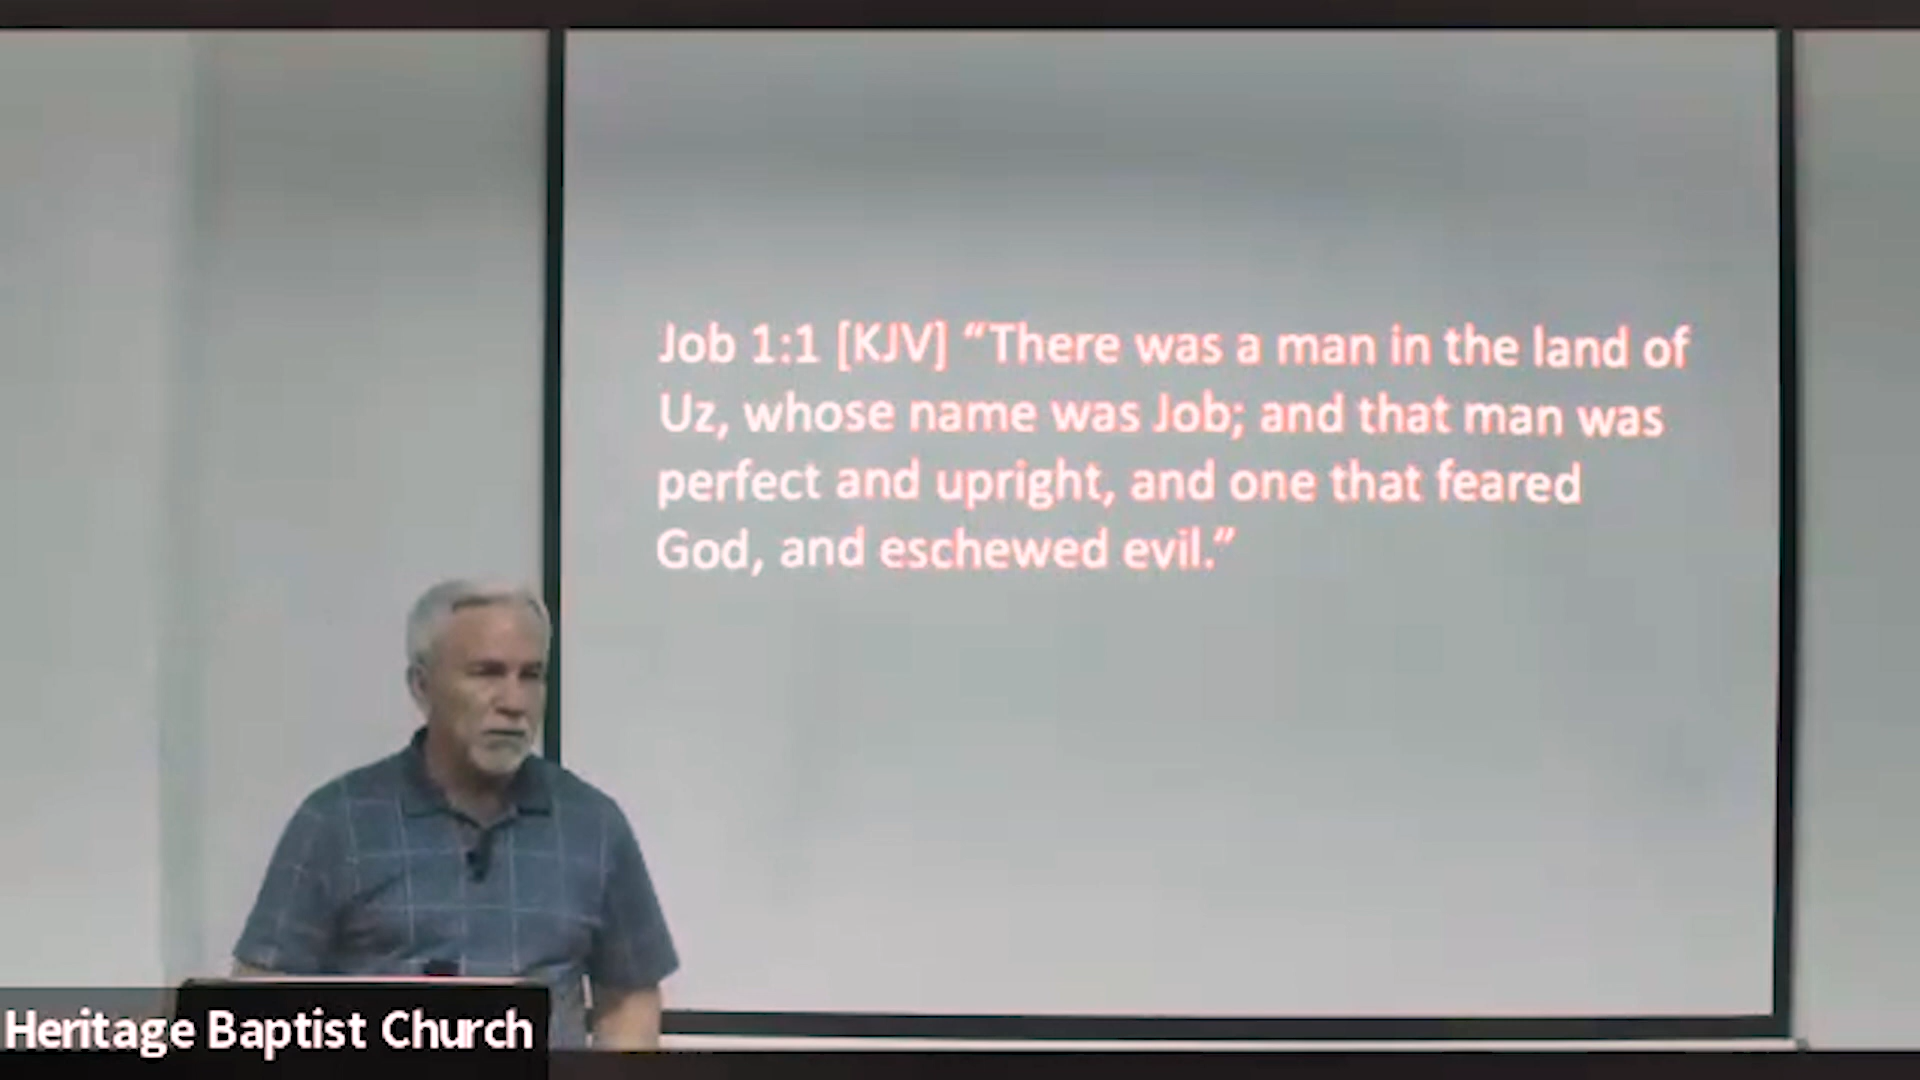 Job 1:1 [KJV] “There was a man in the land of
Uz, whose name was Job; and that man was
perfect and upright, and one that feared
God, and eschewed evil.”
Heritage Baptist Church